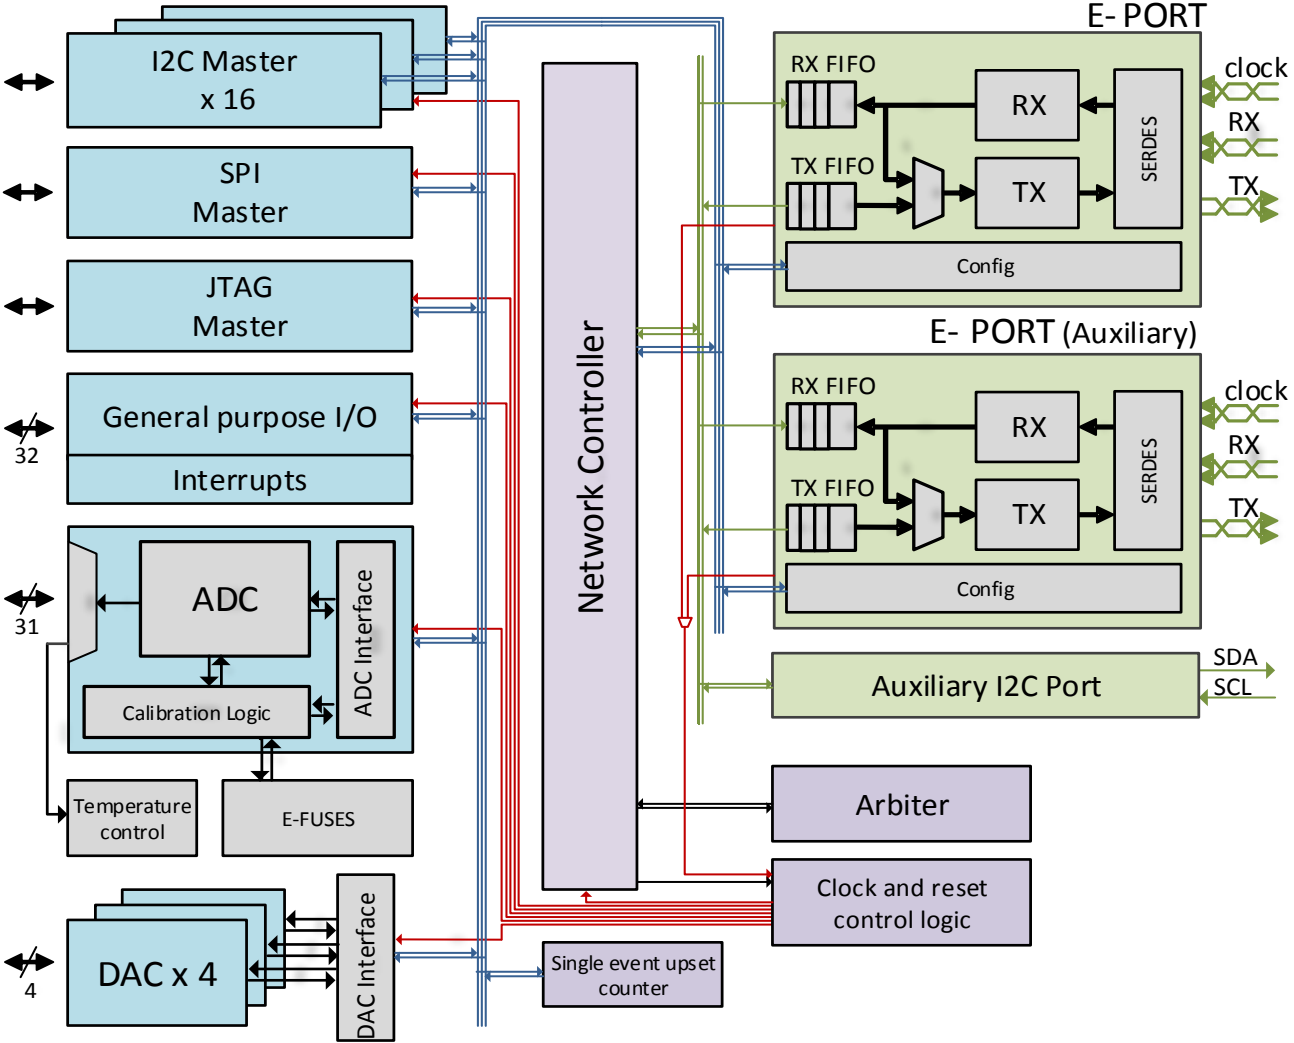 I2C Master
x 16
SPI
Master
JTAG
Master
General purpose I/O
32
Interrupts
ADC
ADC Interface
31
Calibration Logic
Temperature
control
E-FUSES
DAC x 4
4
DAC Interface
Network Controller
Single event upset
counter
E- PORT
RX FIFO
RX
SERDES
TX FIFO
TX
Config
clock
RX
TX
E- PORT (Auxiliary)
RX FIFO
RX
SERDES
TX FIFO
TX
Config
clock
RX
TX
Auxiliary I2C Port
SDA
SCL
Arbiter
Clock and reset
control logic